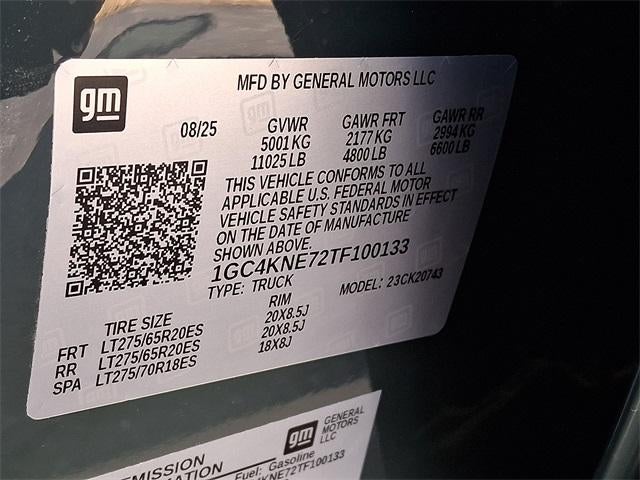 gm
MFD BY GENERAL MOTORS LLC
08/25 GVWR GAWR FRT GAWR RR
5001 KG 2177 KG 2994 KG
11025 LB 4800 LB 6600 LB
THIS VEHICLE CONFORMS TO ALL
APPLICABLE U.S. FEDERAL MOTOR
VEHICLE SAFETY STANDARDS IN EFFECT
ON THE DATE OF MANUFACTURE
SHOWN ABOVE.
1GC4KNE72TF100133
TYPE: TRUCK MODEL: 23CK20743
TIRE SIZE RIM
FRT LT275/65R20ES 20X8.5J
RR LT275/65R20ES 20X8.5J
SPA LT275/70R18ES 18X8J
gm GENERAL
MOTORS
LLC
Fuel: Gasoline
4KNE72TF100133